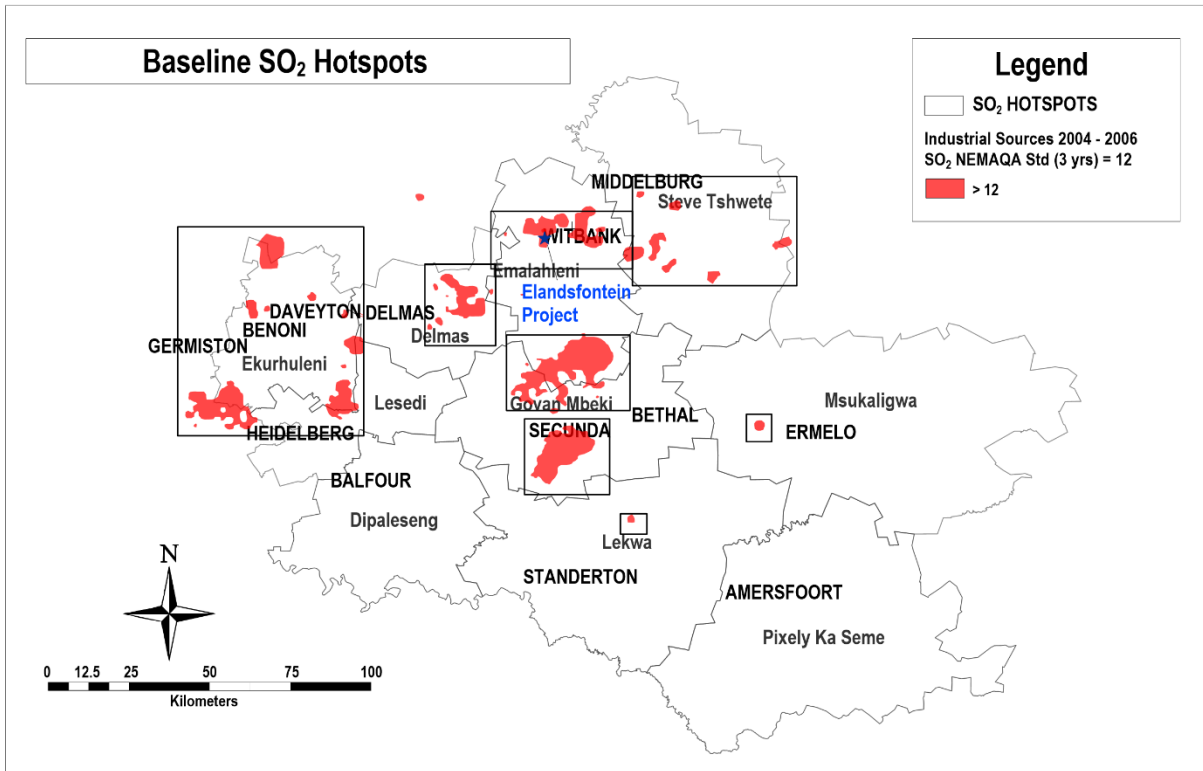 Baseline SO₂ Hotspots
Legend
SO₂ HOTSPOTS
Industrial Sources 2004 - 2006
SO₂ NEMAQA Std (3 yrs) = 12
> 12
MIDDELBURG
Steve Tshwete
WITBANK
Emalahleni
Elandsfontein
Project
DAVEYTON
DELMAS
BENONI
Delmas
GERMISTON
Ekurhuleni
Lesedi
Govan Mbeki
BETHAL
Msukaligwa
HEIDELBERG
SECUNDA
ERMELO
BALFOUR
Dipaleseng
Lekwa
STANDERTON
AMERSFOORT
Pixely Ka Seme
N
0 12.5 25 50 75 100
Kilometers